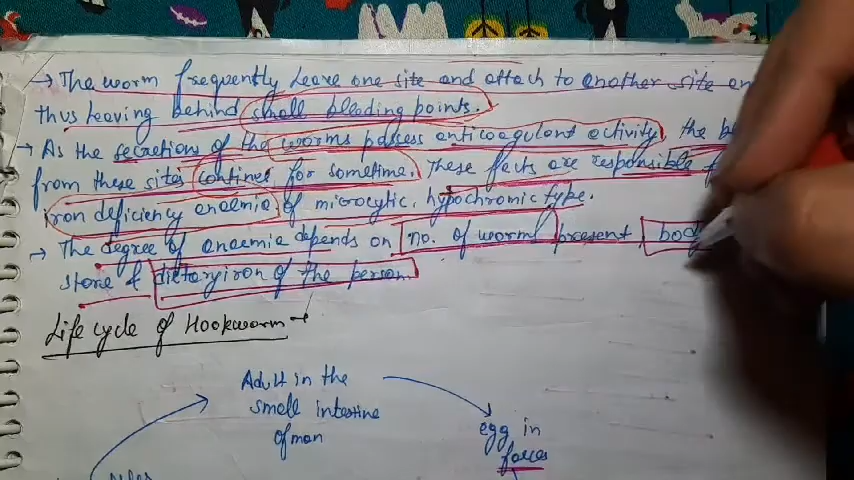 → The worm frequently leave one site and attach to another site
thus leaving behind small bleeding points.
→ As the secretions of the worms possess anticoagulant activity, the
from these sites continue for sometime. These facts are responsible
iron deficiency anaemia of microcytic, hypochromic type.
→ The degree of anaemia depends on no. of worms present,
store & dietary iron of the person.
Life cycle of Hookworm →
Adult in the
small intestine
of man
egg in
faeces